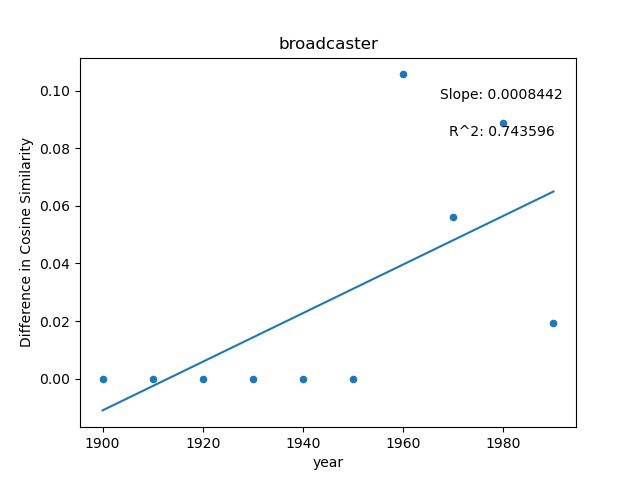 broadcaster
Slope: 0.0008442
R^2: 0.743596
Difference in Cosine Similarity
0.10
0.08
0.06
0.04
0.02
0.00
1900 1920 1940 1960 1980
year